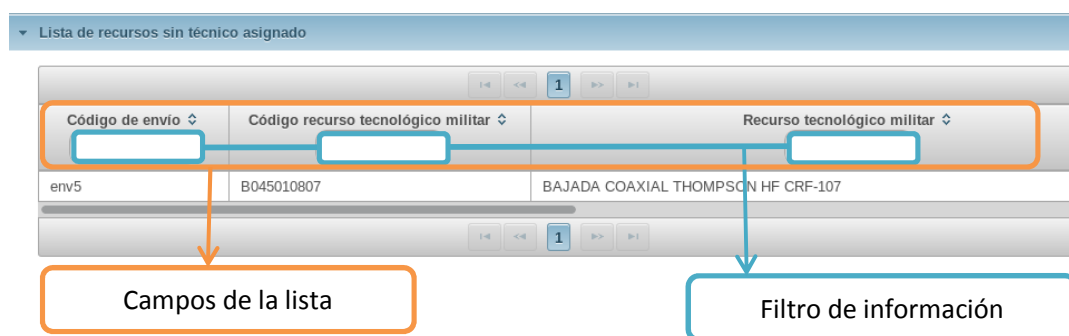 Lista de recursos sin técnico asignado
1
Código de envío Código recurso tecnológico militar Recurso tecnológico militar
env5 B045010807 BAJADA COAXIAL THOMPSON HF CRF-107
1
Campos de la lista
Filtro de información